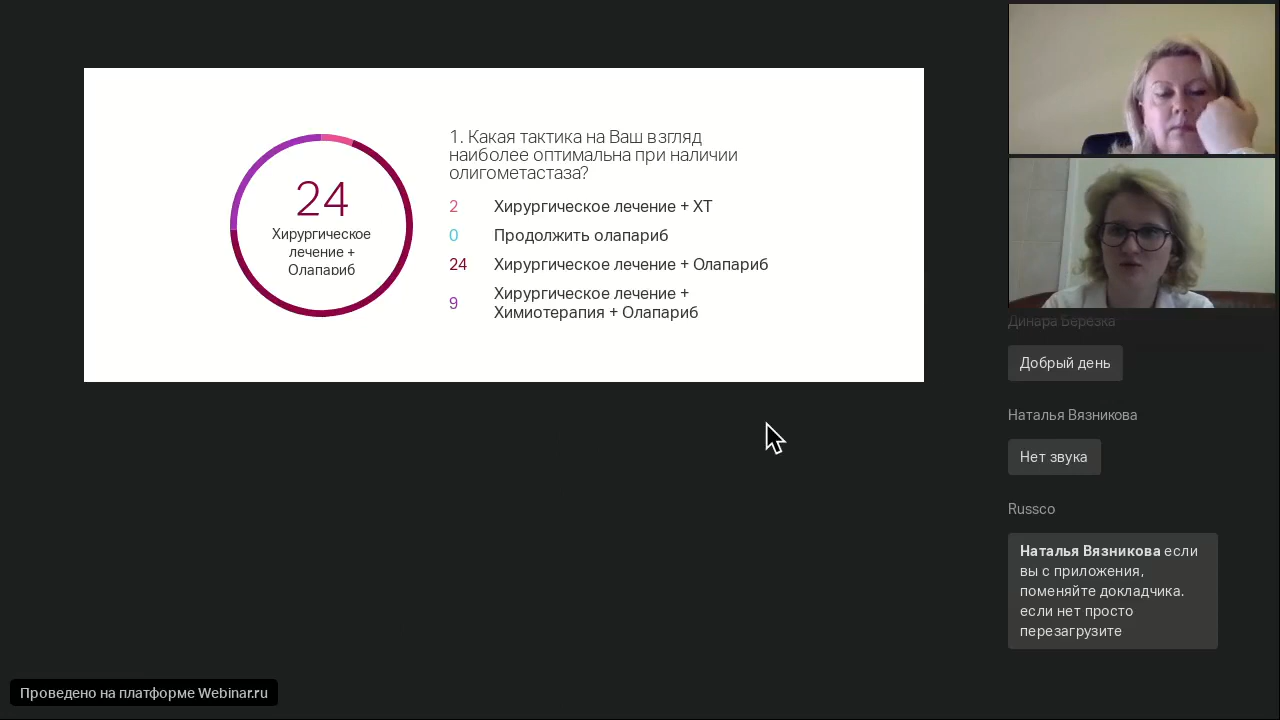 24
Хирургическое
лечение +
Олапариб
1. Какая тактика на Ваш взгляд
наиболее оптимальна при наличии
олигометастаза?
2 Хирургическое лечение + ХТ
0 Продолжить олапариб
24 Хирургическое лечение + Олапариб
9 Хирургическое лечение +
Химиотерапия + Олапариб
Динара Березка
Добрый день
Наталья Вязникова
Нет звука
Russco
Наталья Вязникова если
вы с приложения,
поменяйте докладчика.
если нет просто
перезагрузите
Проведено на платформе Webinar.ru